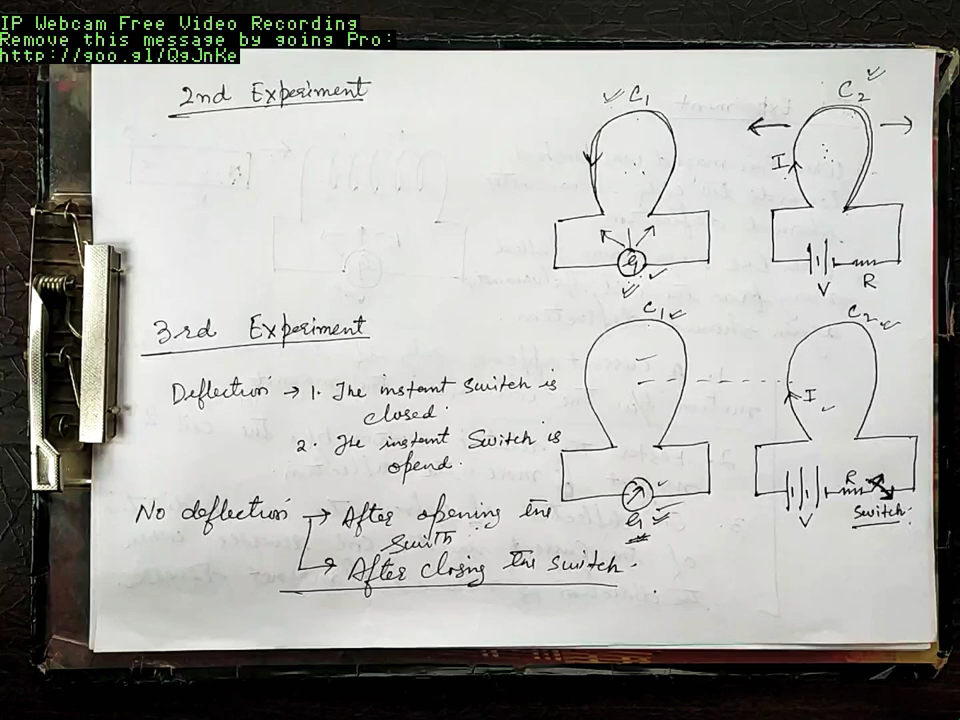 IP Webcam Free Video Recording
Remove this message by going Pro:
http://goo.gl/QgJnKe
2nd Experiment
C1
C2
I
G
V
R
3rd Experiment
C1
C2
Deflection → 1. The instant switch is
closed.
2. The instant Switch is
opend.
I
No deflection → After opening the
Swith
→ After closing the switch.
G
V
R
Switch.